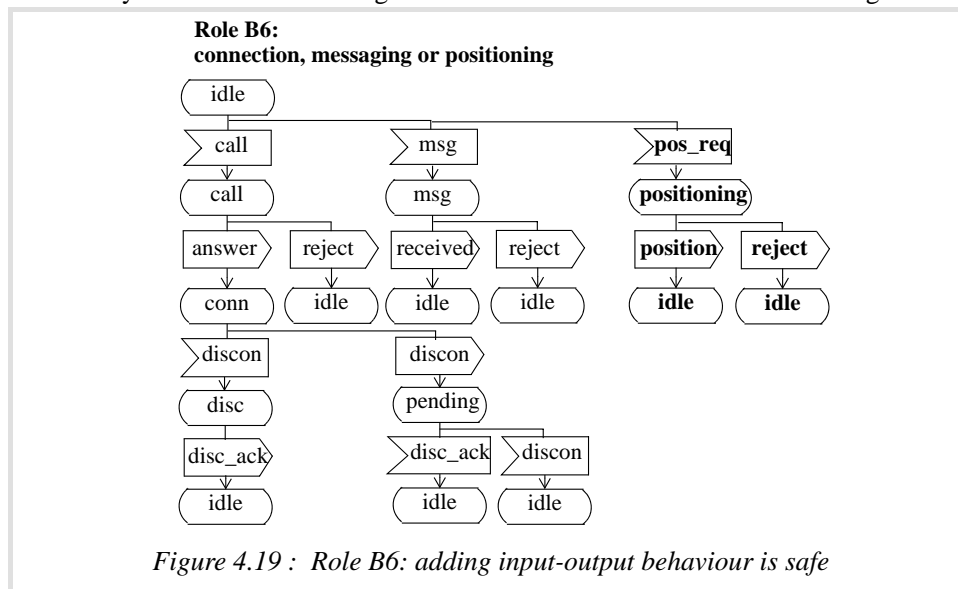 Role B6:
connection, messaging or positioning
idle
call msg pos_req
call msg positioning
answer reject received reject position reject
conn idle idle idle idle idle
discon discon
disc pending
disc_ack disc_ack discon
idle idle idle
Figure 4.19 : Role B6: adding input-output behaviour is safe